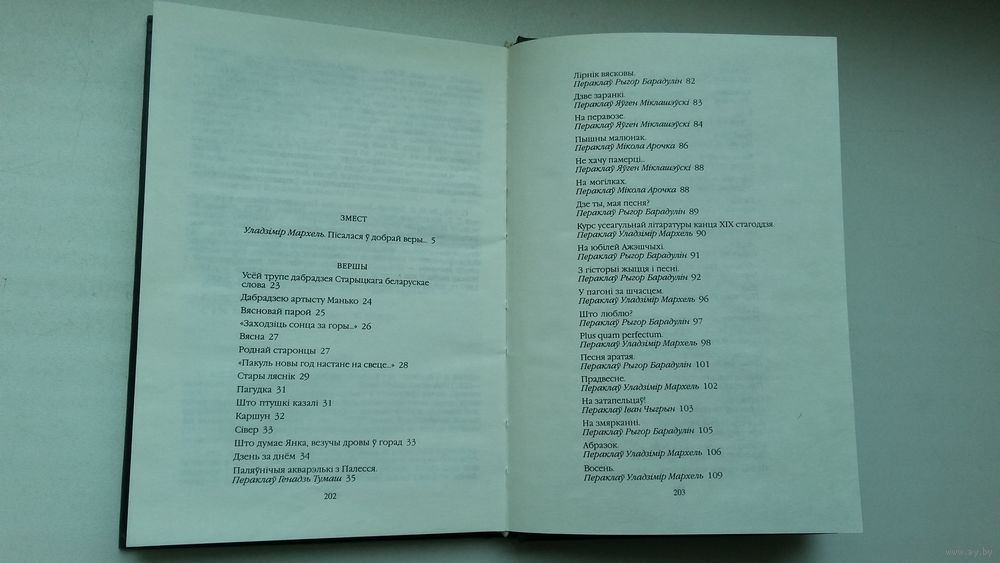 ЗМЕСТ
Уладзімір Мархель. Пісалася ў добрай веры... 5
ВЕРШЫ
Усёй трупе дабрадзея Старыцкага беларускае
слова 23
Дабрадзею артысту Манько 24
Вясновай парой 25
«Заходзіць сонца за горы...» 26
Вясна 27
Роднай старонцы 27
«Пакуль новы год настане на свеце...» 28
Стары ляснік 29
Пагудка 31
Што птушкі казалі 31
Каршун 32
Сівер 33
Што думае Янка, везучы дровы ў горад 33
Дзень за днём 34
Паляўнічыя акварэлькі з Палесся.
Пераклаў Генадзь Тумаш 35
202
Лірнік вясковы.
Пераклаў Рыгор Барадулін 82
Дзве заранкі.
Пераклаў Яўген Міклашэўскі 83
На перавозе.
Пераклаў Яўген Міклашэўскі 84
Пышны малюнак.
Пераклаў Мікола Арочка 86
Не хачу памерці...
Пераклаў Яўген Міклашэўскі 88
На могілках.
Пераклаў Мікола Арочка 88
Дзе ты, мая песня?
Пераклаў Рыгор Барадулін 89
Курс усеагульнай літаратуры канца XIX стагоддзя.
Пераклаў Уладзімір Мархель 90
На юбілей Ажэшчыхі.
Пераклаў Рыгор Барадулін 91
З гісторыі жыцця і песні.
Пераклаў Рыгор Барадулін 92
У пагоні за шчасцем.
Пераклаў Уладзімір Мархель 96
Што люблю?
Пераклаў Рыгор Барадулін 97
Plus quam perfectum.
Пераклаў Уладзімір Мархель 98
Песня аратая.
Пераклаў Рыгор Барадулін 101
Прадвесне.
Пераклаў Уладзімір Мархель 102
На затапельцаў!
Пераклаў Іван Чыгрын 103
На змярканні.
Пераклаў Рыгор Барадулін 105
Абразок.
Пераклаў Уладзімір Мархель 106
Восень.
Пераклаў Уладзімір Мархель 109
203
www.ay.by